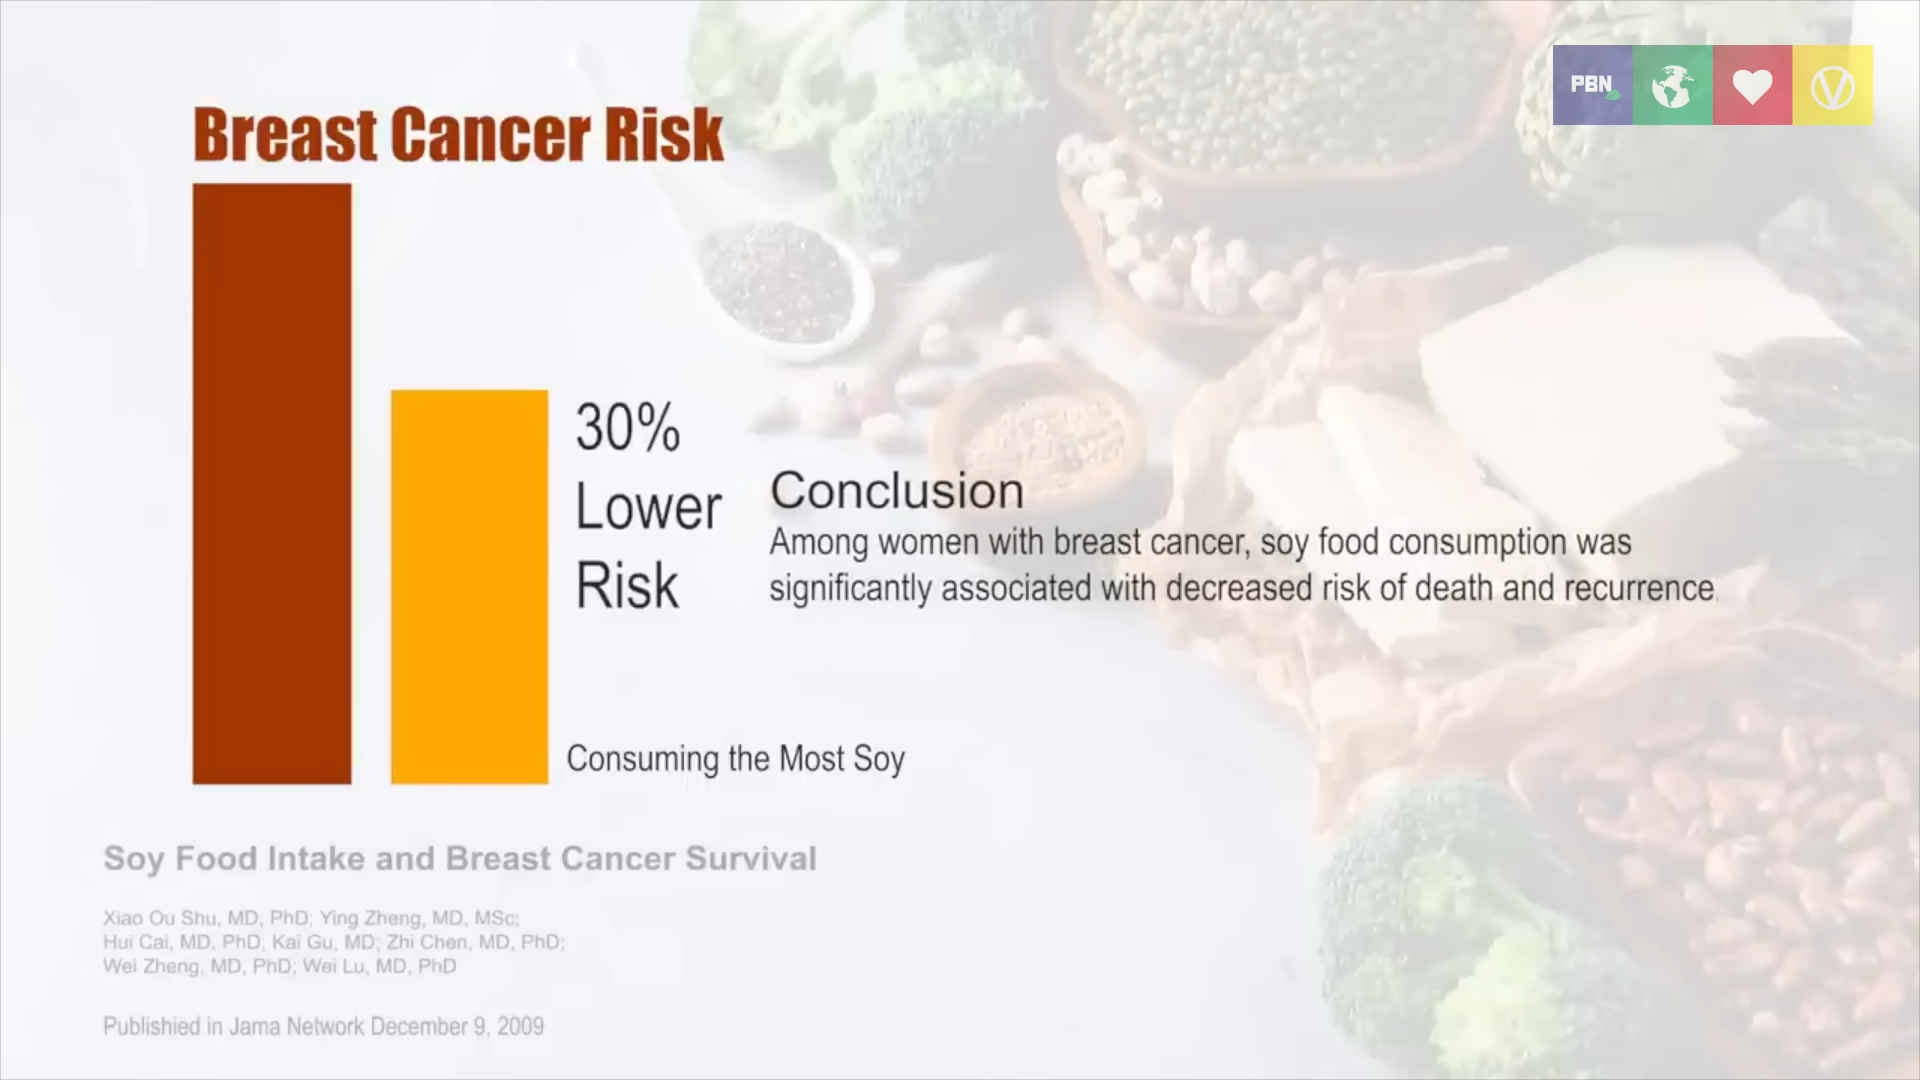 PBN
Breast Cancer Risk
30%
Lower
Risk
Conclusion
Among women with breast cancer, soy food consumption was
significantly associated with decreased risk of death and recurrence.
Consuming the Most Soy
Soy Food Intake and Breast Cancer Survival
Xiao Ou Shu, MD, PhD; Ying Zheng, MD, MSc;
Hui Cai, MD, PhD; Kai Gu, MD; Zhi Chen, MD, PhD;
Wei Zheng, MD, PhD; Wei Lu, MD, PhD
Publishied in Jama Network December 9, 2009